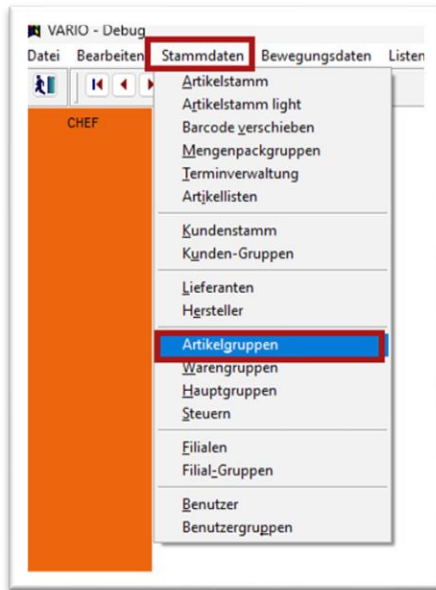 VARIO - Debug
Datei Bearbeiten Stammdaten Bewegungsdaten Listen
CHEF
Artikelstamm
Artikelstamm light
Barcode verschieben
Mengenpackgruppen
Terminverwaltung
Artikellisten
Kundenstamm
Kunden-Gruppen
Lieferanten
Hersteller
Artikelgruppen
Warengruppen
Hauptgruppen
Steuern
Filialen
Filial-Gruppen
Benutzer
Benutzergruppen